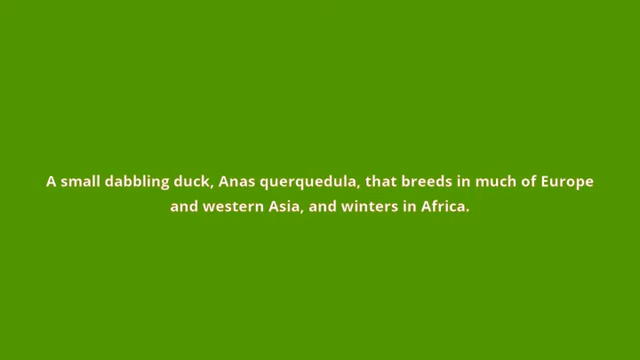 A small dabbling duck, Anas querquedula, that breeds in much of Europe
and western Asia, and winters in Africa.